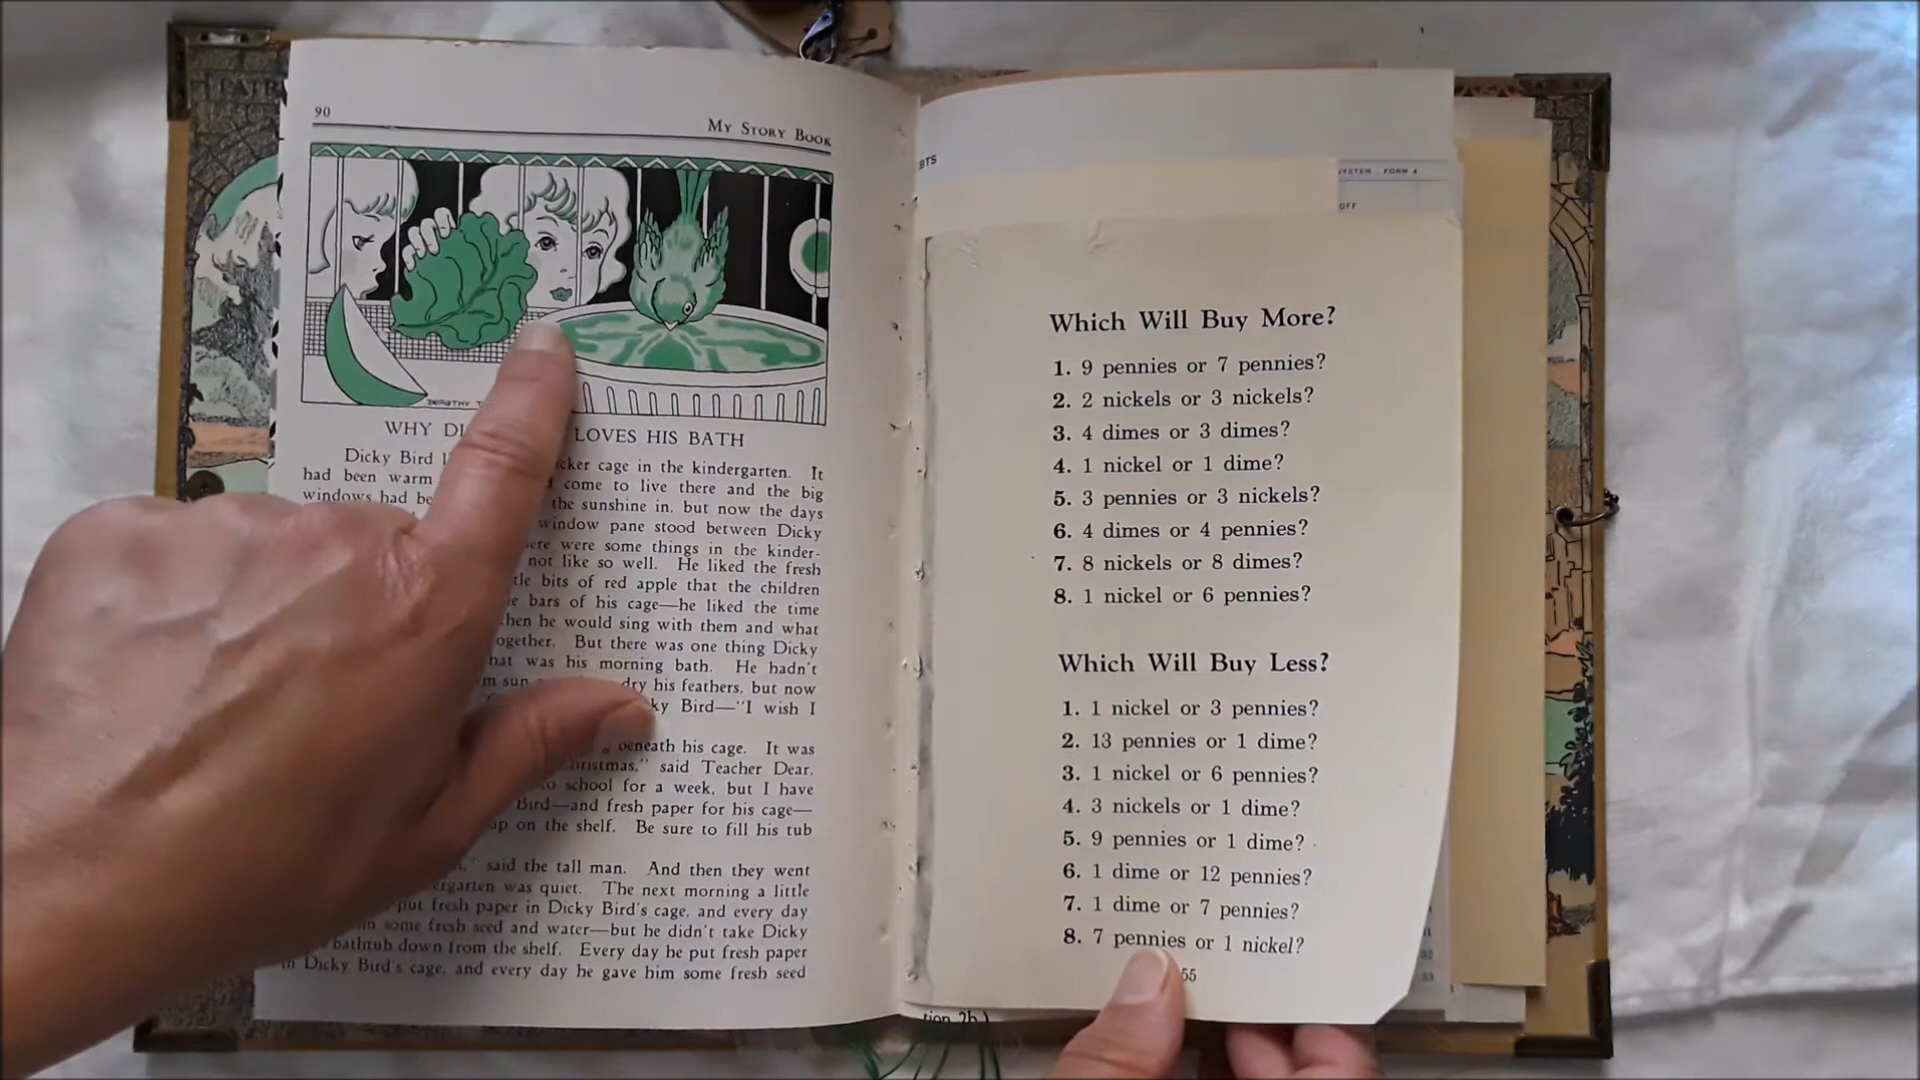 90
My Story Book
WHY LOVES HIS BATH
Dicky Bird cage in the kindergarten. It
had been warm come to live there and the big
windows had the sunshine in, but now the days
window pane stood between Dicky
were some things in the kinder-
not like so well. He liked the fresh
bits of red apple that the children
bars of his cage—he liked the time
then he would sing with them and what
But there was one thing Dicky
was his morning bath. He hadn't
sun dry his feathers, but now
Bird—"I wish I
beneath his cage. It was
said Teacher Dear.
to school for a week, but I have
Bird—and fresh paper for his cage—
up on the shelf. Be sure to fill his tub
said the tall man. And then they went
was quiet. The next morning a little
put fresh paper in Dicky Bird's cage, and every day
some fresh seed and water—but he didn't take Dicky
bathtub down from the shelf. Every day he put fresh paper
in Dicky Bird's cage, and every day he gave him some fresh seed
FORM 4
OFF
Which Will Buy More?
1. 9 pennies or 7 pennies?
2. 2 nickels or 3 nickels?
3. 4 dimes or 3 dimes?
4. 1 nickel or 1 dime?
5. 3 pennies or 3 nickels?
6. 4 dimes or 4 pennies?
7. 8 nickels or 8 dimes?
8. 1 nickel or 6 pennies?
Which Will Buy Less?
1. 1 nickel or 3 pennies?
2. 13 pennies or 1 dime?
3. 1 nickel or 6 pennies?
4. 3 nickels or 1 dime?
5. 9 pennies or 1 dime?
6. 1 dime or 12 pennies?
7. 1 dime or 7 pennies?
8. 7 pennies or 1 nickel?
55